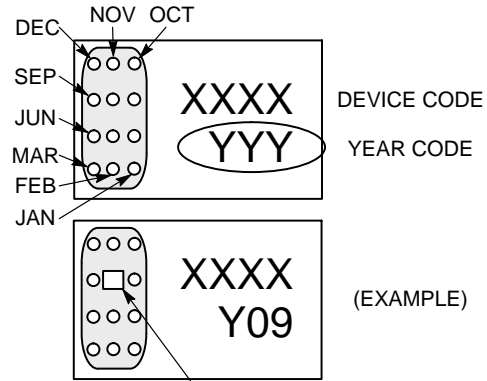 DEC NOV OCT
SEP
JUN
MAR
FEB
JAN
XXXX DEVICE CODE
YYY YEAR CODE
XXXX
Y09
(EXAMPLE)